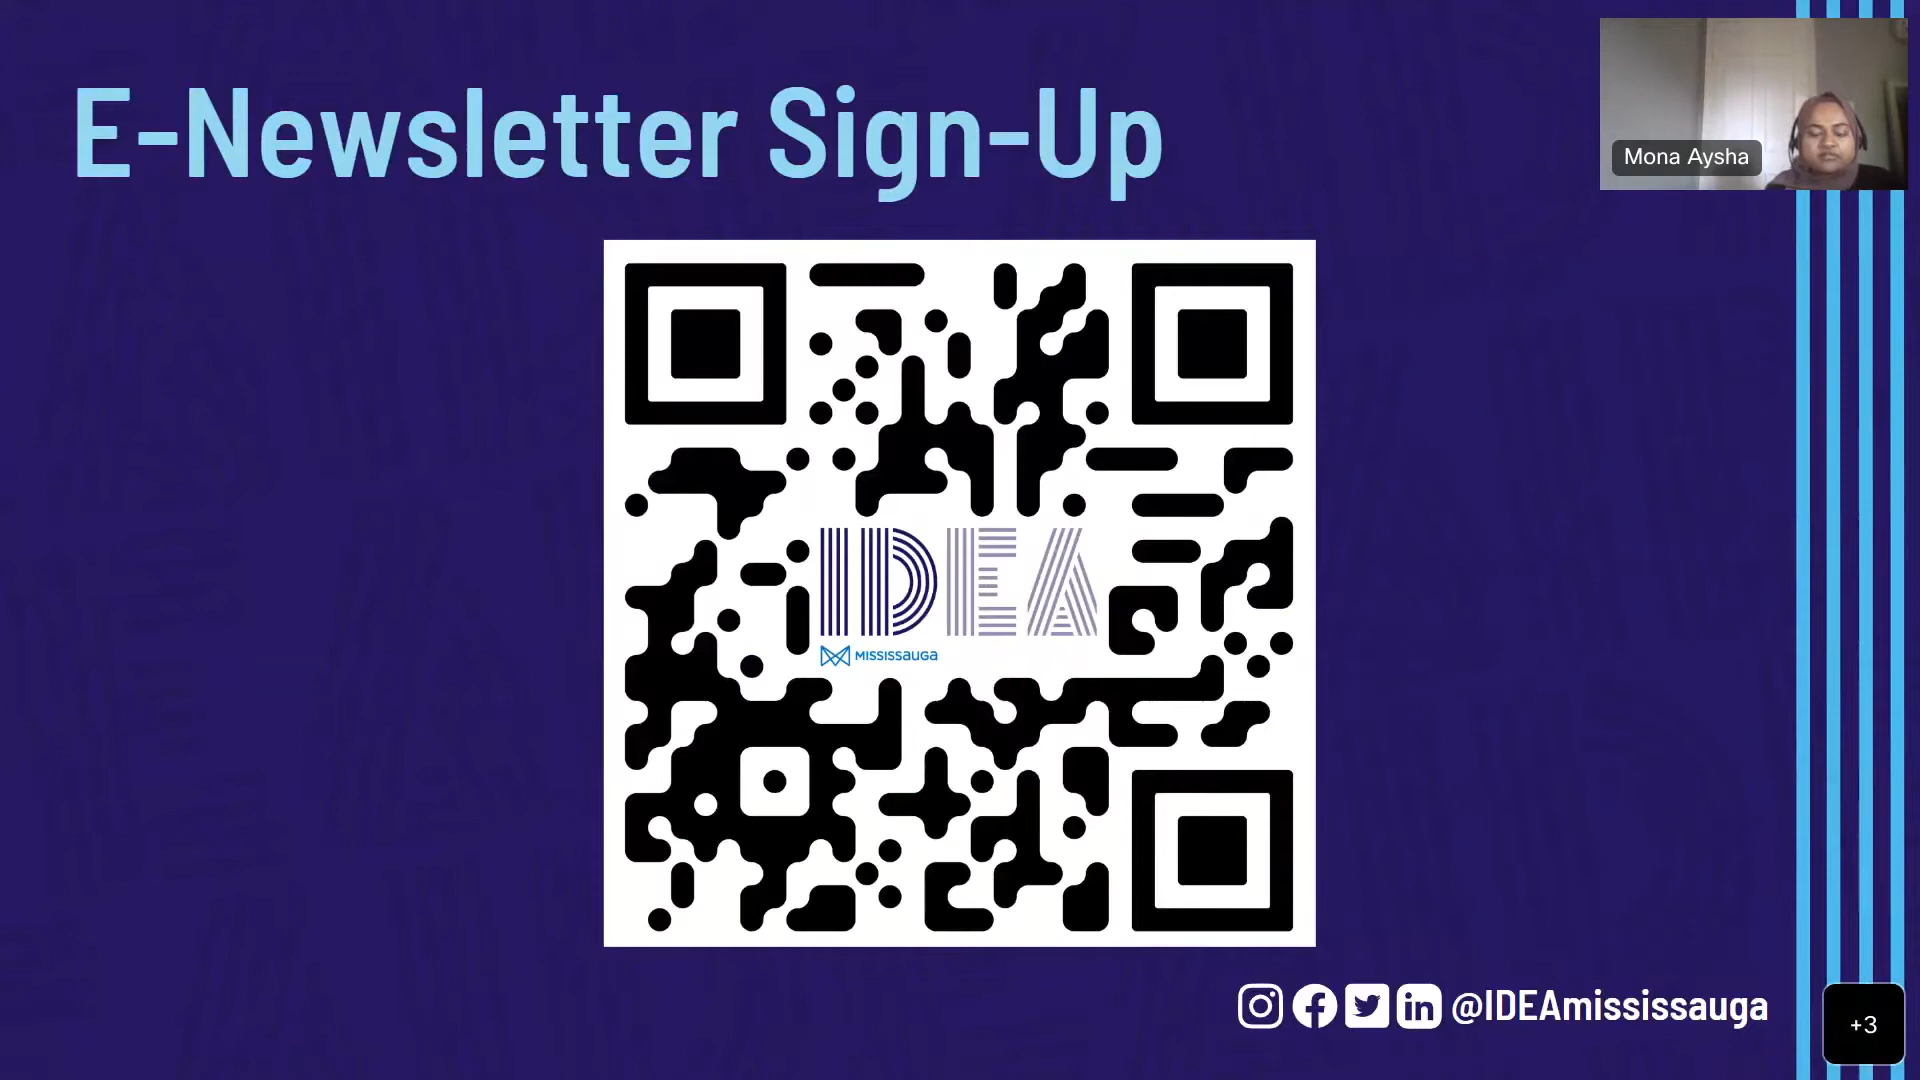 E-Newsletter Sign-Up
Mona Aysha
IDEA
MISSISSAUGA
@IDEAmississauga
+3